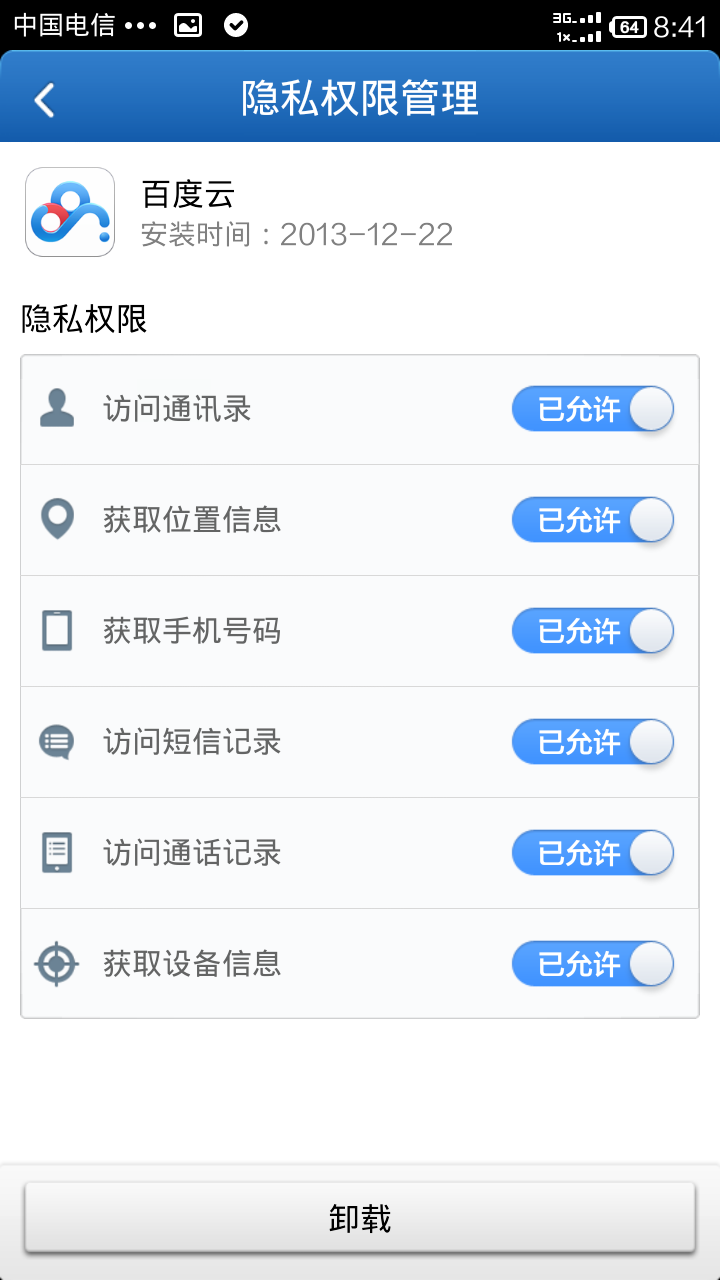 中国电信 ••• 3G 1× 64 8:41
隐私权限管理
百度云
安装时间：2013-12-22
隐私权限
访问通讯录 已允许
获取位置信息 已允许
获取手机号码 已允许
访问短信记录 已允许
访问通话记录 已允许
获取设备信息 已允许
卸载